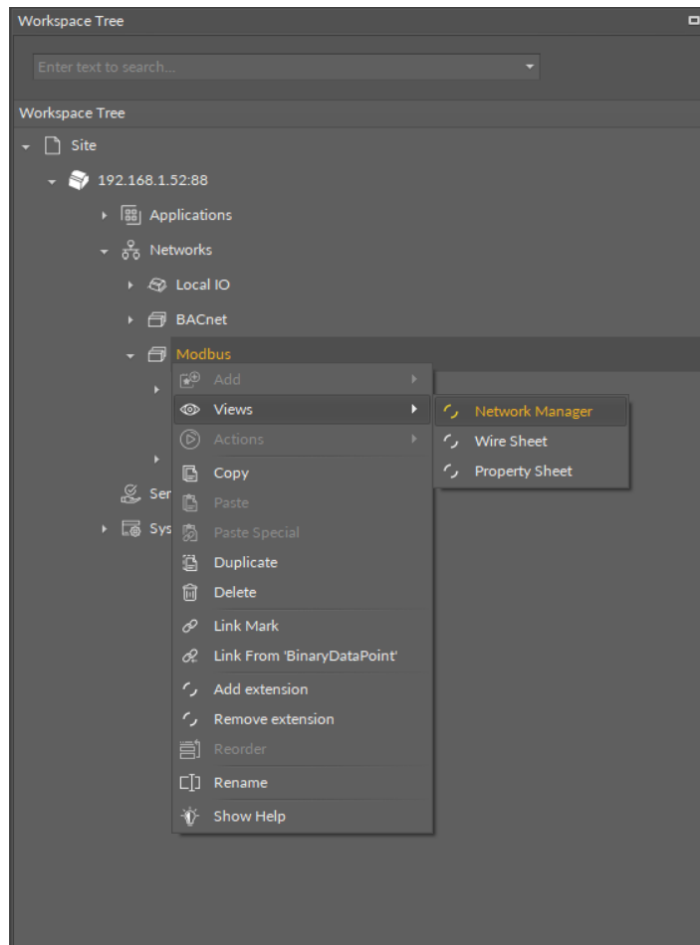 Workspace Tree
Enter text to search...
Workspace Tree
Site
192.168.1.52:88
Applications
Networks
Local IO
BACnet
Modbus
Add
Views
Network Manager
Actions
Wire Sheet
Copy
Property Sheet
Ser
Paste
Sys
Paste Special
Duplicate
Delete
Link Mark
Link From 'BinaryDataPoint'
Add extension
Remove extension
Reorder
Rename
Show Help